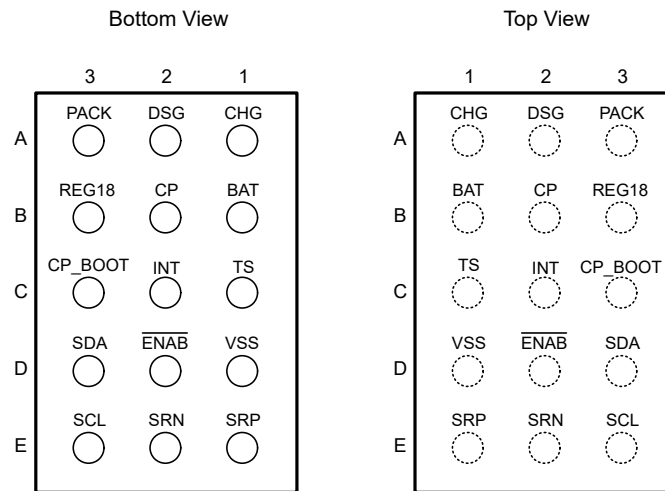 Bottom View
3 2 1
A PACK DSG CHG
B REG18 CP BAT
C CP_BOOT INT TS
D SDA ENAB VSS
E SCL SRN SRP
Top View
1 2 3
A CHG DSG PACK
B BAT CP REG18
C TS INT CP_BOOT
D VSS ENAB SDA
E SRP SRN SCL